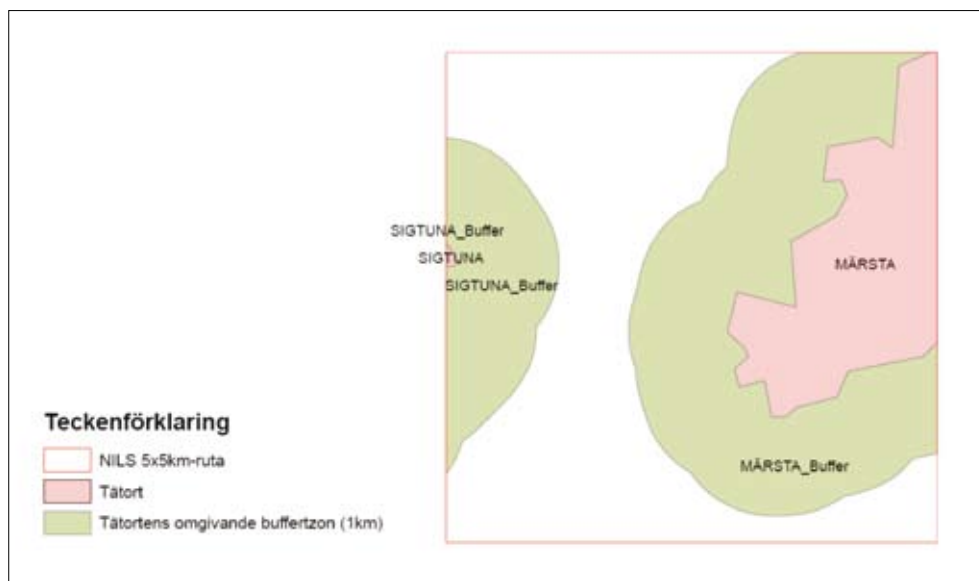 SIGTUNA_Buffer
SIGTUNA
SIGTUNA_Buffer
MÄRSTA
MÄRSTA_Buffer
Teckenförklaring
NILS 5x5km-ruta
Tätort
Tätortens omgivande buffertzon (1km)